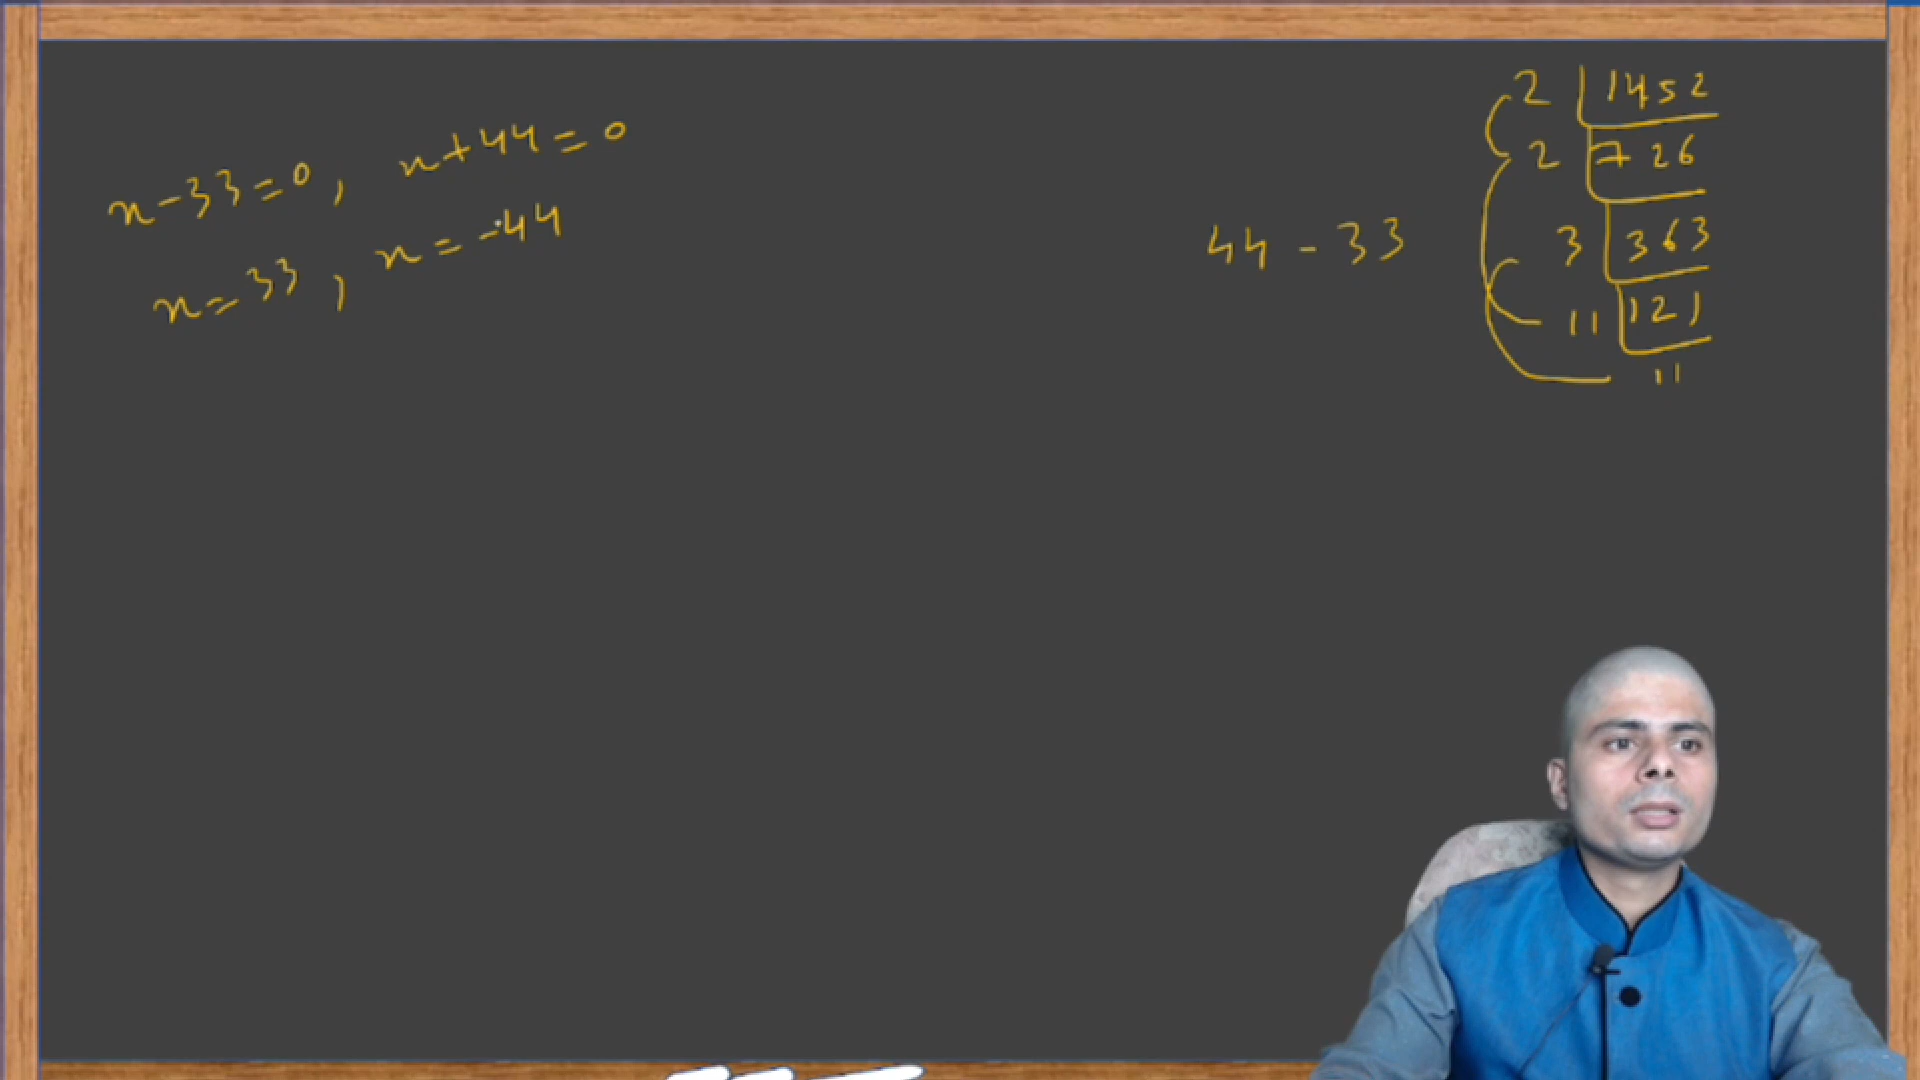 n-33=0, n+44=0
n=33, n=-44
44-33
2 | 1452
2 | 726
3 | 363
11 | 121
11